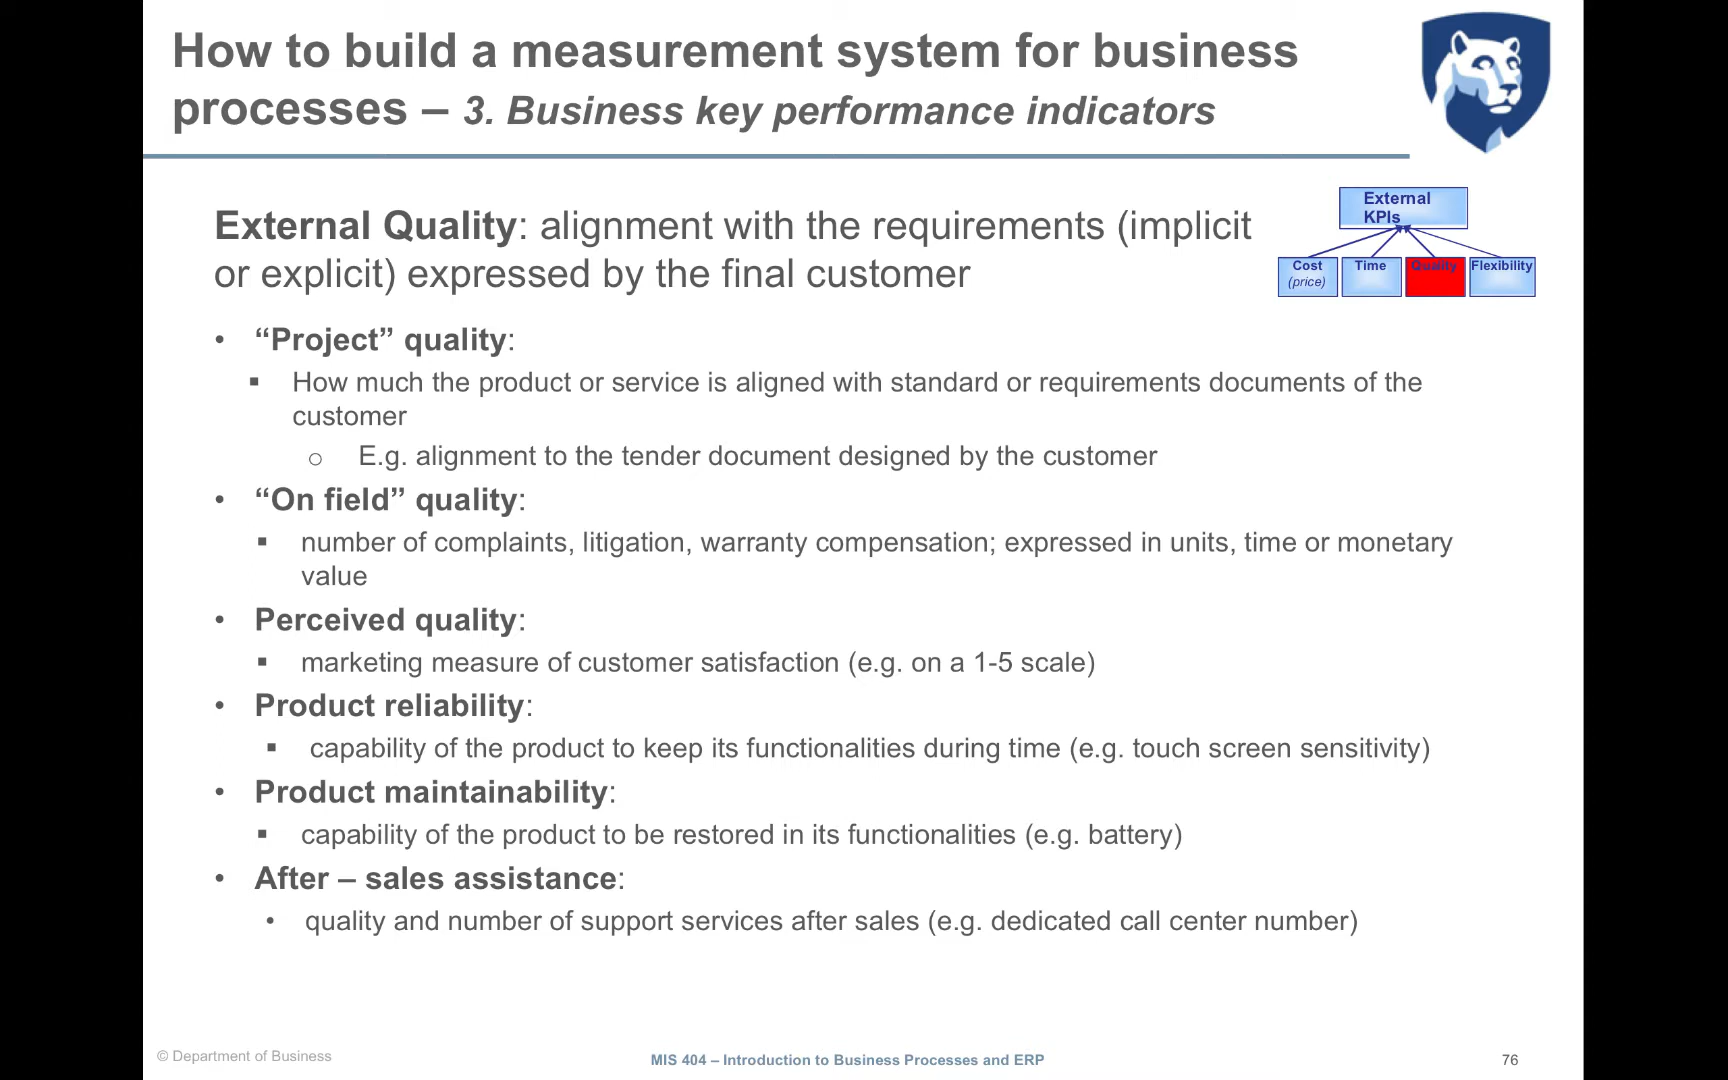 How to build a measurement system for business
processes – 3. Business key performance indicators
External Quality: alignment with the requirements (implicit
or explicit) expressed by the final customer
External
KPIs
Cost
(price)
Time
Quality
Flexibility
• “Project” quality:
▪ How much the product or service is aligned with standard or requirements documents of the
customer
o E.g. alignment to the tender document designed by the customer
• “On field” quality:
▪ number of complaints, litigation, warranty compensation; expressed in units, time or monetary
value
• Perceived quality:
▪ marketing measure of customer satisfaction (e.g. on a 1-5 scale)
• Product reliability:
▪ capability of the product to keep its functionalities during time (e.g. touch screen sensitivity)
• Product maintainability:
▪ capability of the product to be restored in its functionalities (e.g. battery)
• After – sales assistance:
• quality and number of support services after sales (e.g. dedicated call center number)
© Department of Business
MIS 404 – Introduction to Business Processes and ERP
76